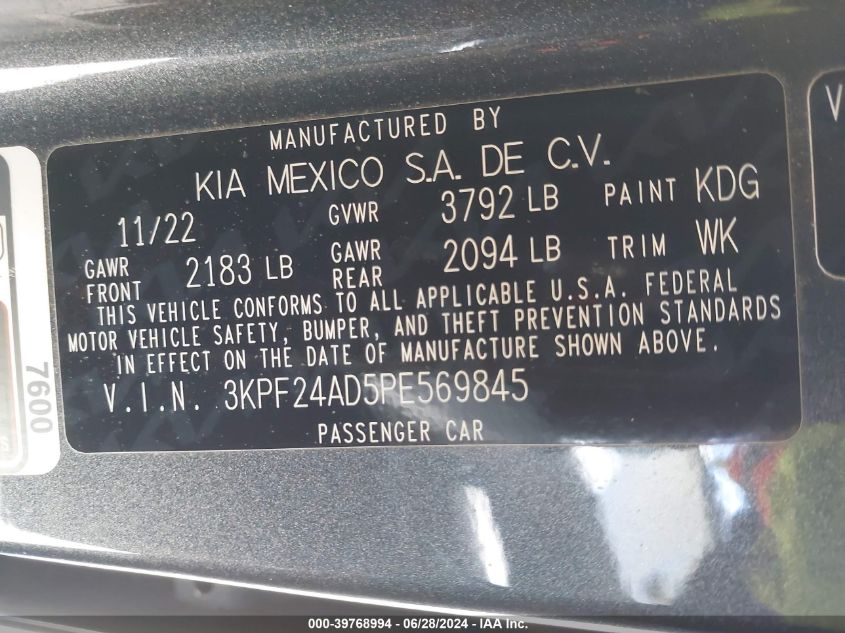 MANUFACTURED BY
KIA MEXICO S.A. DE C.V.
11/22 GVWR 3792 LB PAINT KDG
GAWR FRONT 2183 LB GAWR REAR 2094 LB TRIM WK
THIS VEHICLE CONFORMS TO ALL APPLICABLE U.S.A. FEDERAL
MOTOR VEHICLE SAFETY, BUMPER, AND THEFT PREVENTION STANDARDS
IN EFFECT ON THE DATE OF MANUFACTURE SHOWN ABOVE.
V.I.N. 3KPF24AD5PE569845
PASSENGER CAR
7600
V
000-39768994 - 06/28/2024 - IAA Inc.